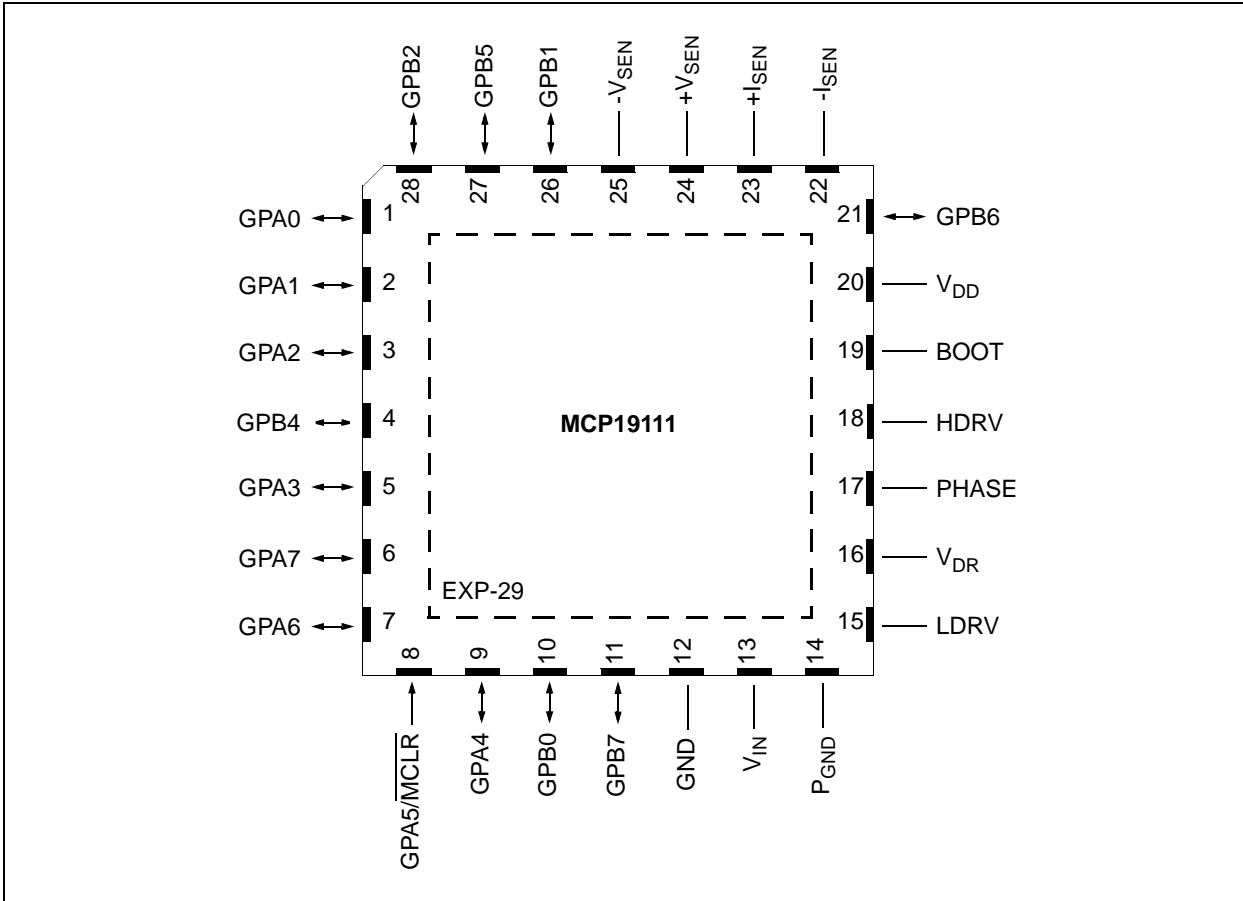 GPB2
GPB5
GPB1
-VSEN
+VSEN
+ISEN
-ISEN
28
27
26
25
24
23
22
GPA0 1
GPA1 2
GPA2 3
GPB4 4
GPA3 5
GPA7 6
GPA6 7
MCP19111
EXP-29
21 GPB6
20 VDD
19 BOOT
18 HDRV
17 PHASE
16 VDR
15 LDRV
8
9
10
11
12
13
14
GPA5/MCLR
GPA4
GPB0
GPB7
GND
VIN
PGND